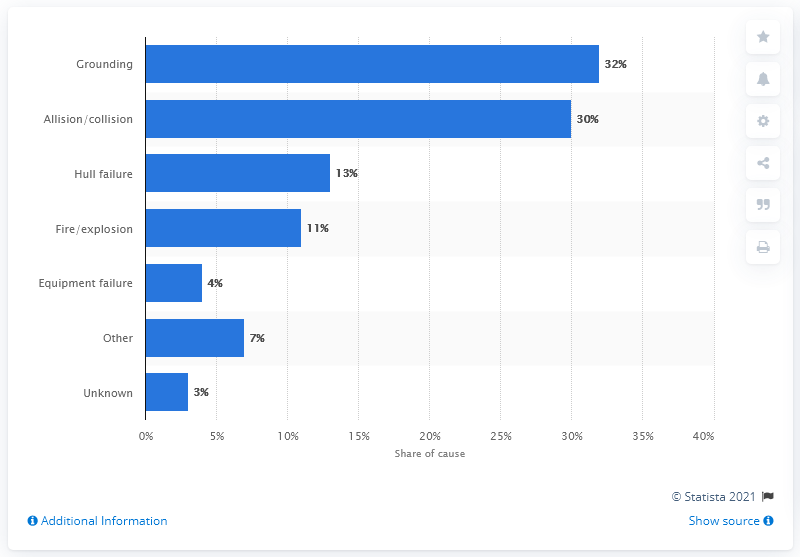 Grounding 32%
Allision/collision 30%
Hull failure 13%
Fire/explosion 11%
Equipment failure 4%
Other 7%
Unknown 3%
0% 5% 10% 15% 20% 25% 30% 35% 40%
Share of cause
© Statista 2021
Additional Information Show source